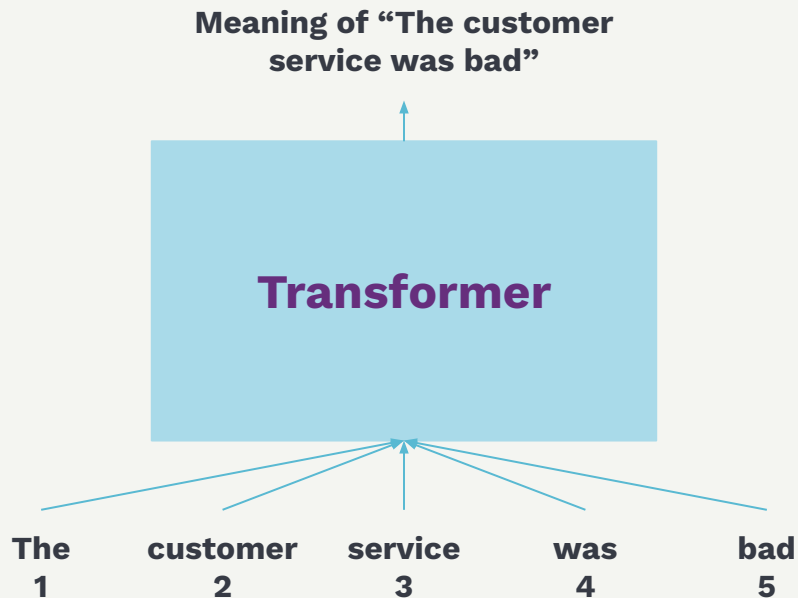 Meaning of “The customer
service was bad”
Transformer
The customer service was bad
1 2 3 4 5